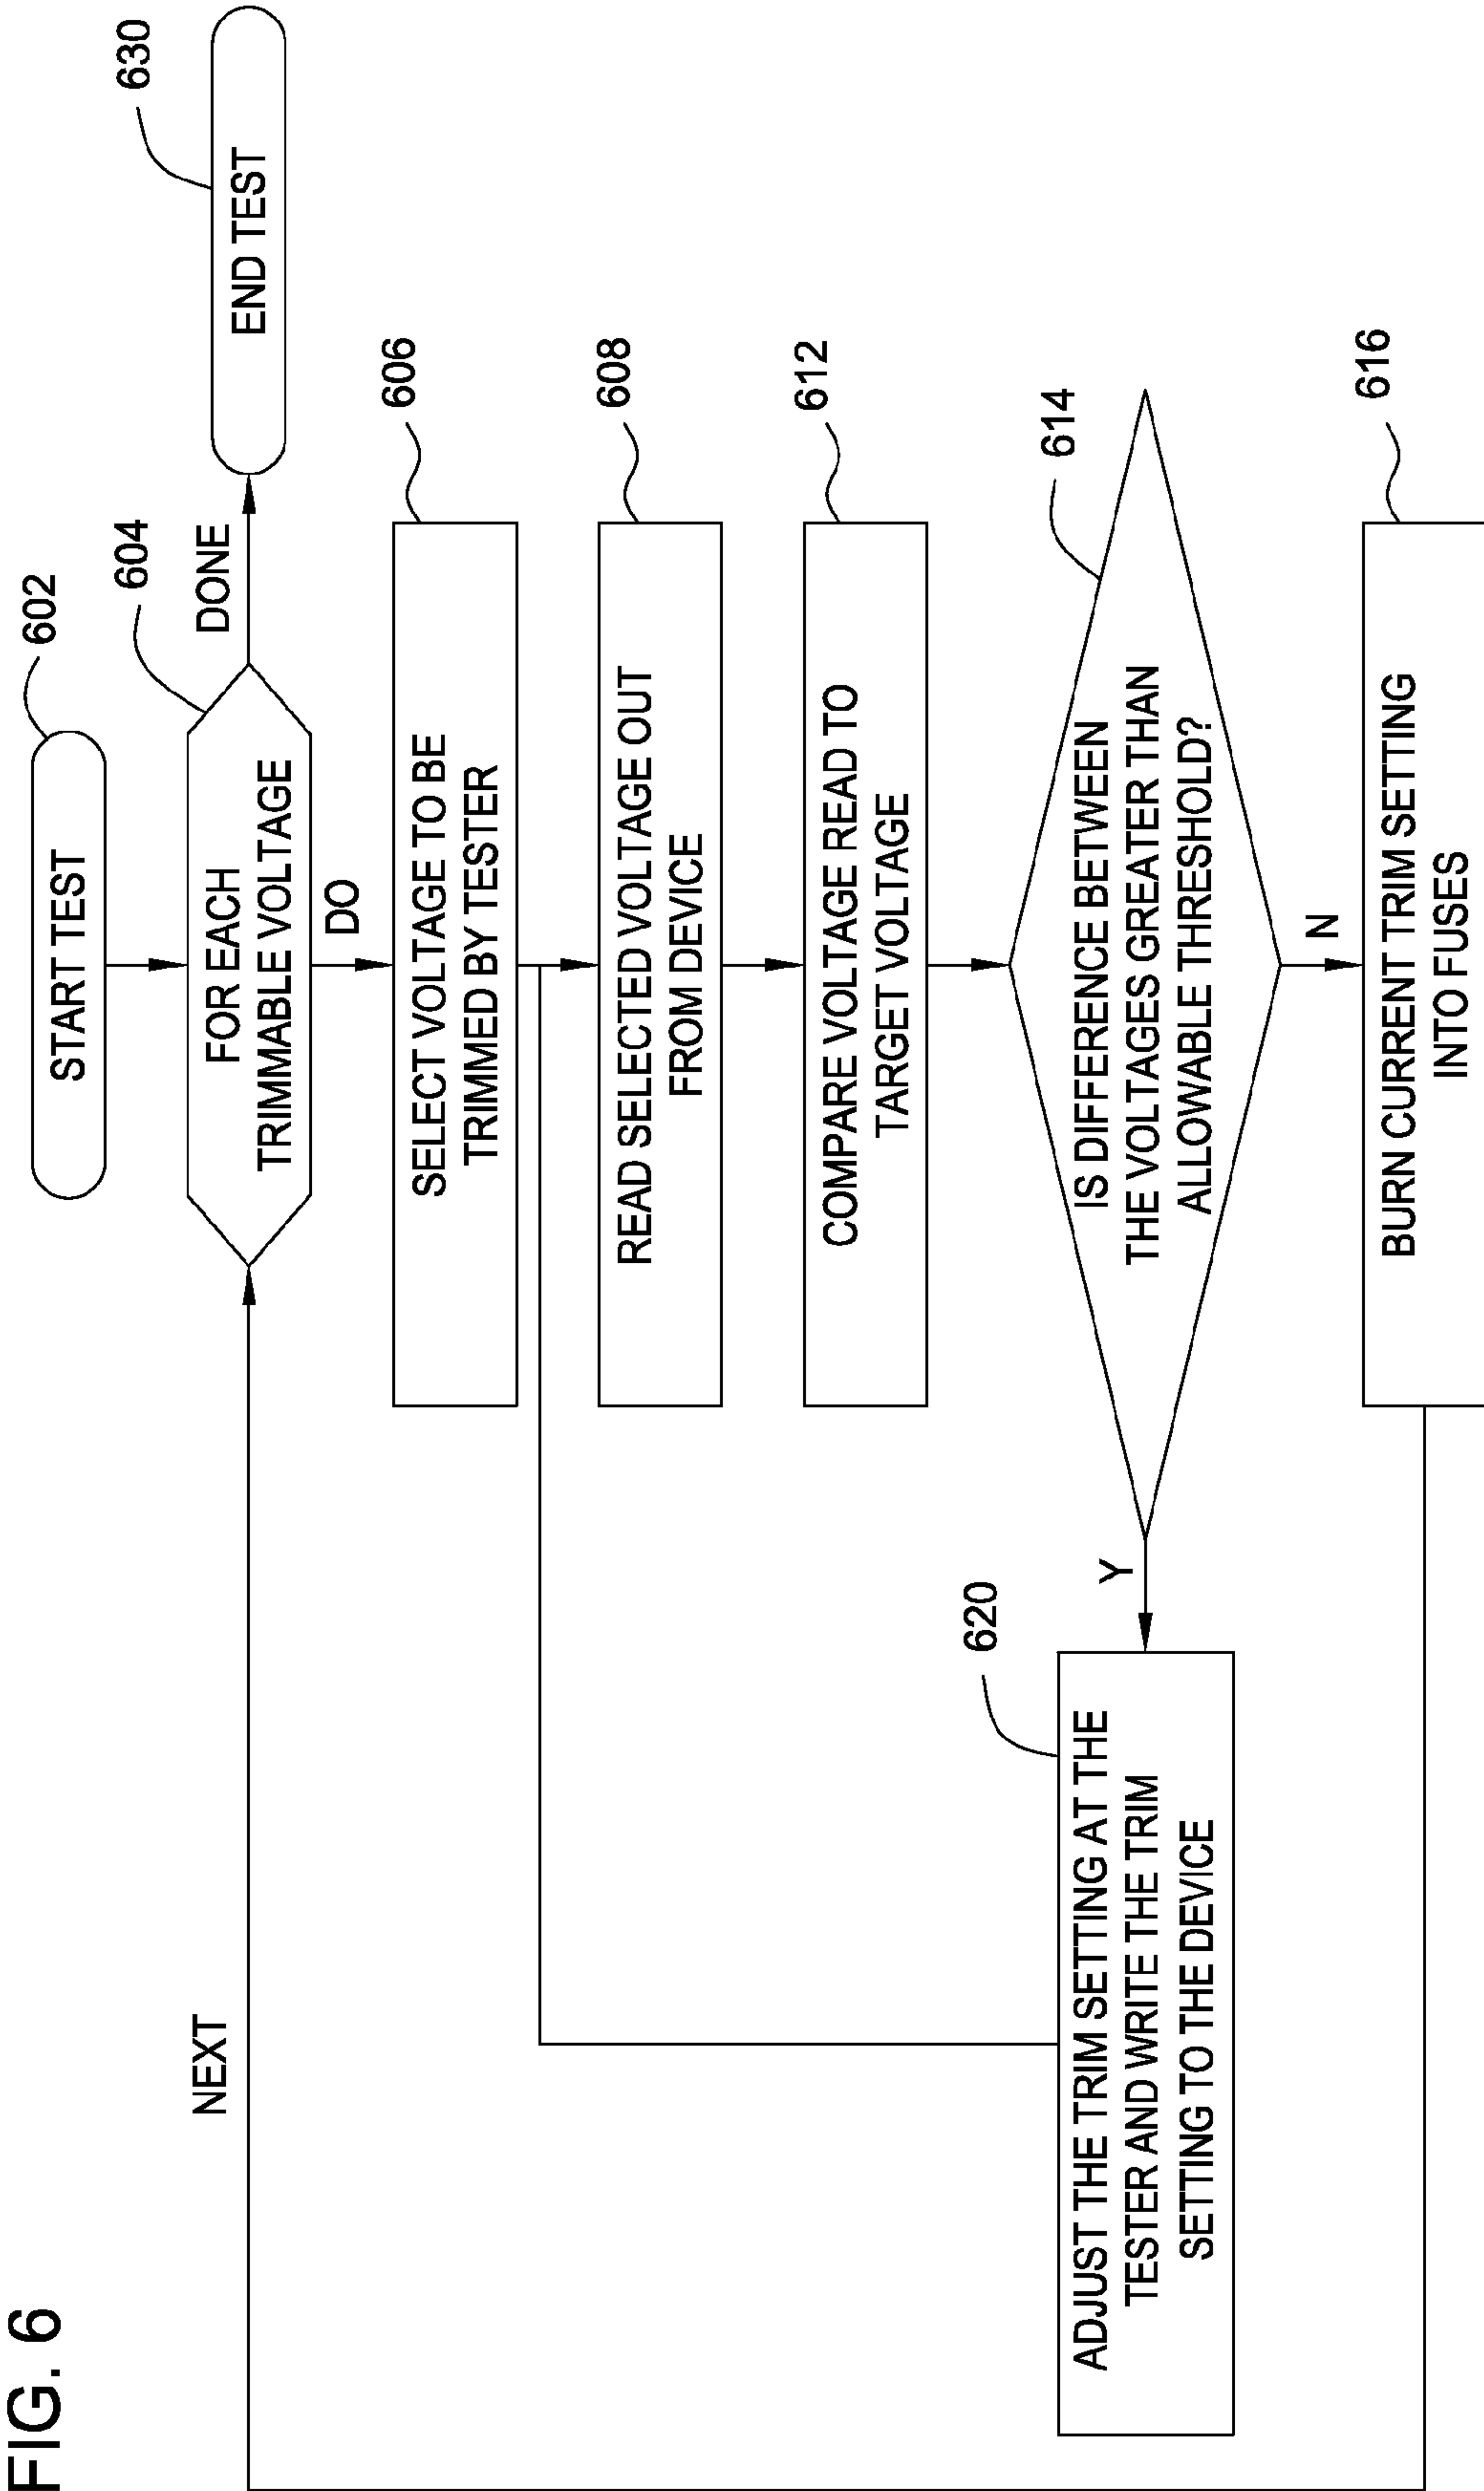 FIG. 6
START TEST
602
FOR EACH
TRIMMABLE VOLTAGE
604
NEXT
DONE
END TEST
630
DO
SELECT VOLTAGE TO BE
TRIMMED BY TESTER
606
READ SELECTED VOLTAGE OUT
FROM DEVICE
608
COMPARE VOLTAGE READ TO
TARGET VOLTAGE
612
IS DIFFERENCE BETWEEN
THE VOLTAGES GREATER THAN
ALLOWABLE THRESHOLD?
614
Y
ADJUST THE TRIM SETTING AT THE
TESTER AND WRITE THE TRIM
SETTING TO THE DEVICE
620
N
BURN CURRENT TRIM SETTING
INTO FUSES
616